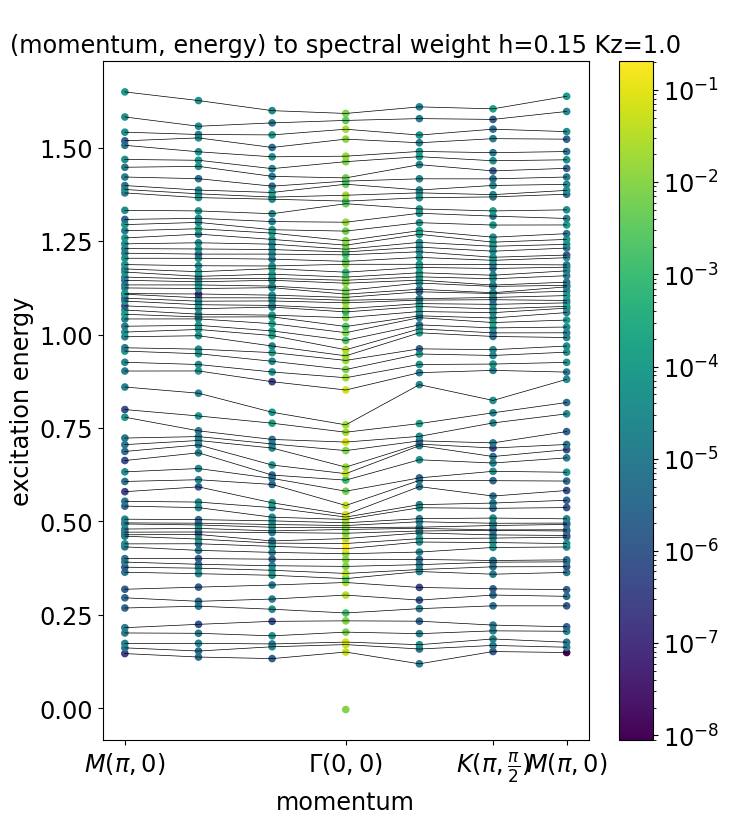 (momentum, energy) to spectral weight h=0.15 Kz=1.0
excitation energy
1.50
1.25
1.00
0.75
0.50
0.25
0.00
M(π, 0)
Γ(0, 0)
K(π, π/2)
M(π, 0)
momentum
10⁻¹
10⁻²
10⁻³
10⁻⁴
10⁻⁵
10⁻⁶
10⁻⁷
10⁻⁸